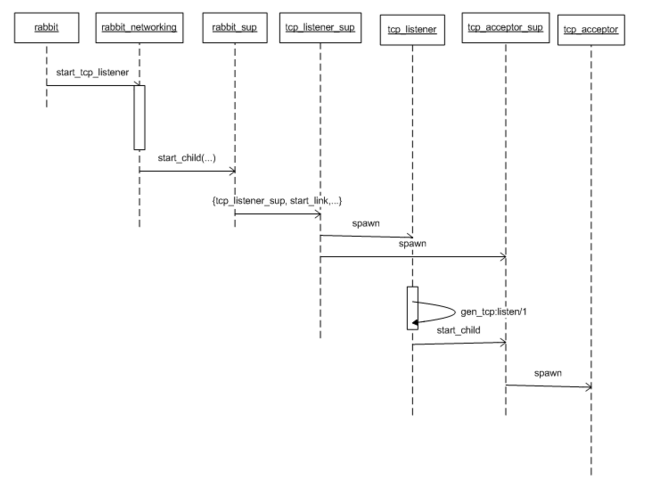 rabbit
rabbit_networking
rabbit_sup
tcp_listener_sup
tcp_listener
tcp_acceptor_sup
tcp_acceptor
start_tcp_listener
start_child(...)
{tcp_listener_sup, start_link,...}
spawn
spawn
gen_tcp:listen/1
start_child
spawn